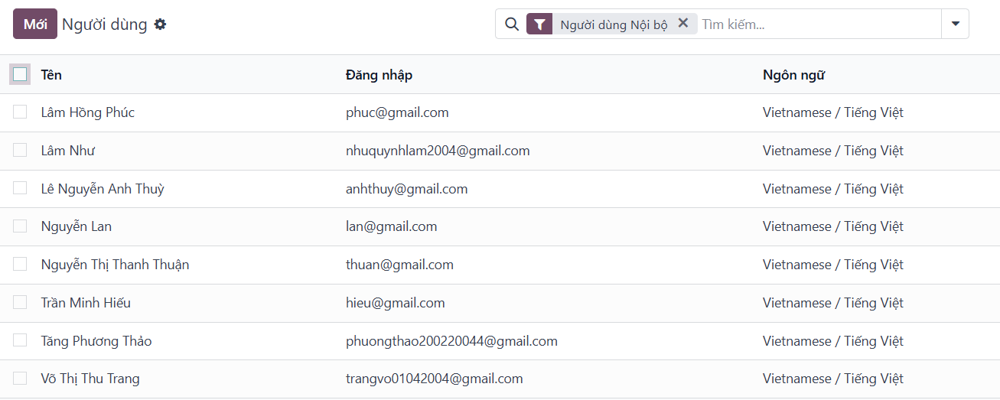 Mới Người dùng Người dùng Nội bộ Tìm kiếm...
Tên Đăng nhập Ngôn ngữ
Lâm Hồng Phúc phuc@gmail.com Vietnamese / Tiếng Việt
Lâm Như nhuquynhlam2004@gmail.com Vietnamese / Tiếng Việt
Lê Nguyễn Anh Thuỳ anhthuy@gmail.com Vietnamese / Tiếng Việt
Nguyễn Lan lan@gmail.com Vietnamese / Tiếng Việt
Nguyễn Thị Thanh Thuận thuan@gmail.com Vietnamese / Tiếng Việt
Trần Minh Hiếu hieu@gmail.com Vietnamese / Tiếng Việt
Tăng Phương Thảo phuongthao200220044@gmail.com Vietnamese / Tiếng Việt
Võ Thị Thu Trang trangvo01042004@gmail.com Vietnamese / Tiếng Việt